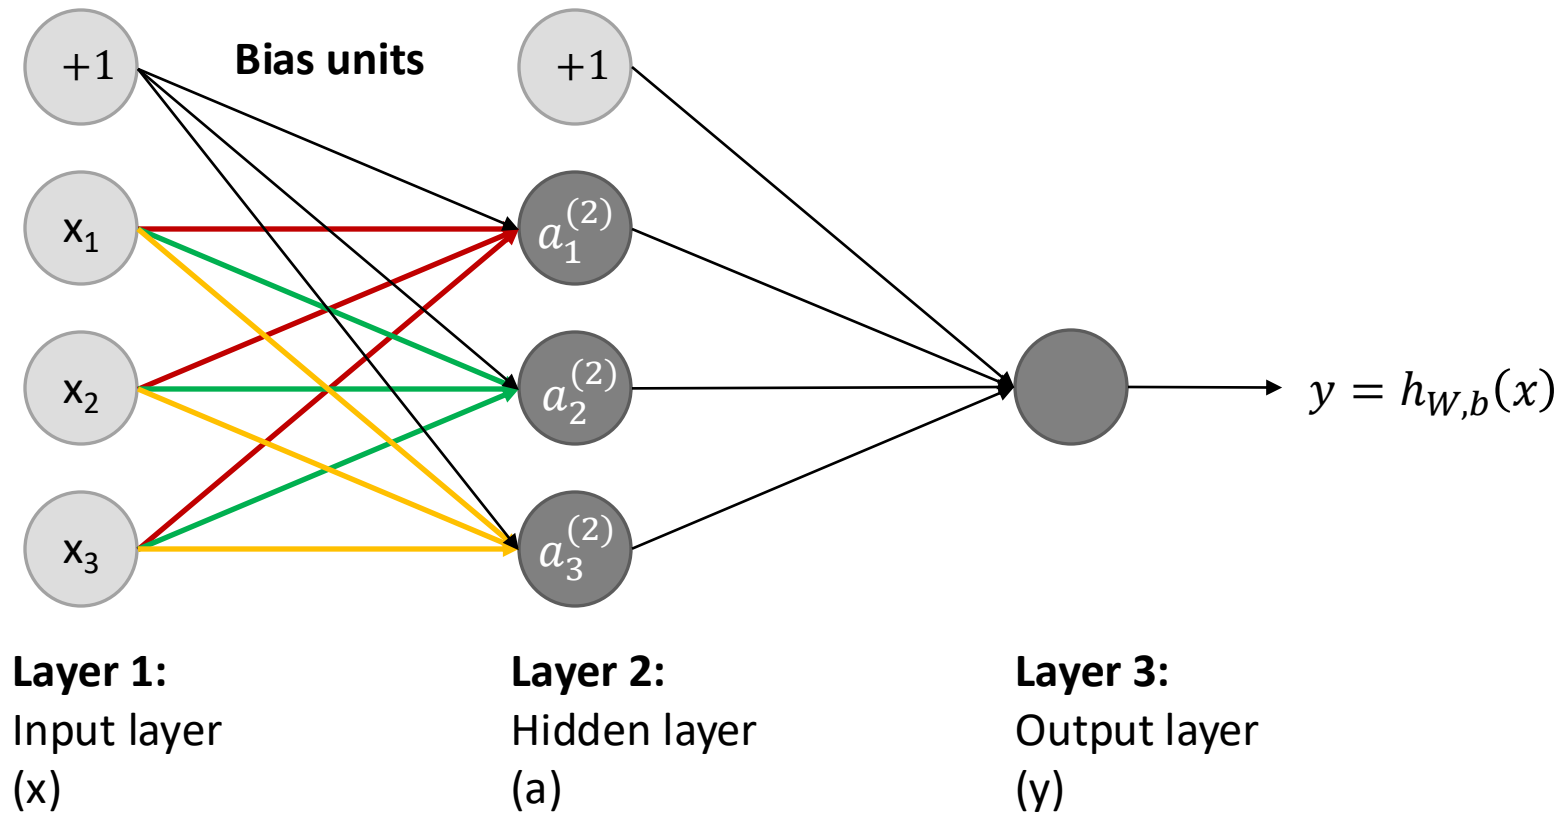 +1
Bias units
+1
x₁
a₁⁽²⁾
x₂
a₂⁽²⁾
y = h_{W,b}(x)
x₃
a₃⁽²⁾
Layer 1:
Input layer
(x)
Layer 2:
Hidden layer
(a)
Layer 3:
Output layer
(y)